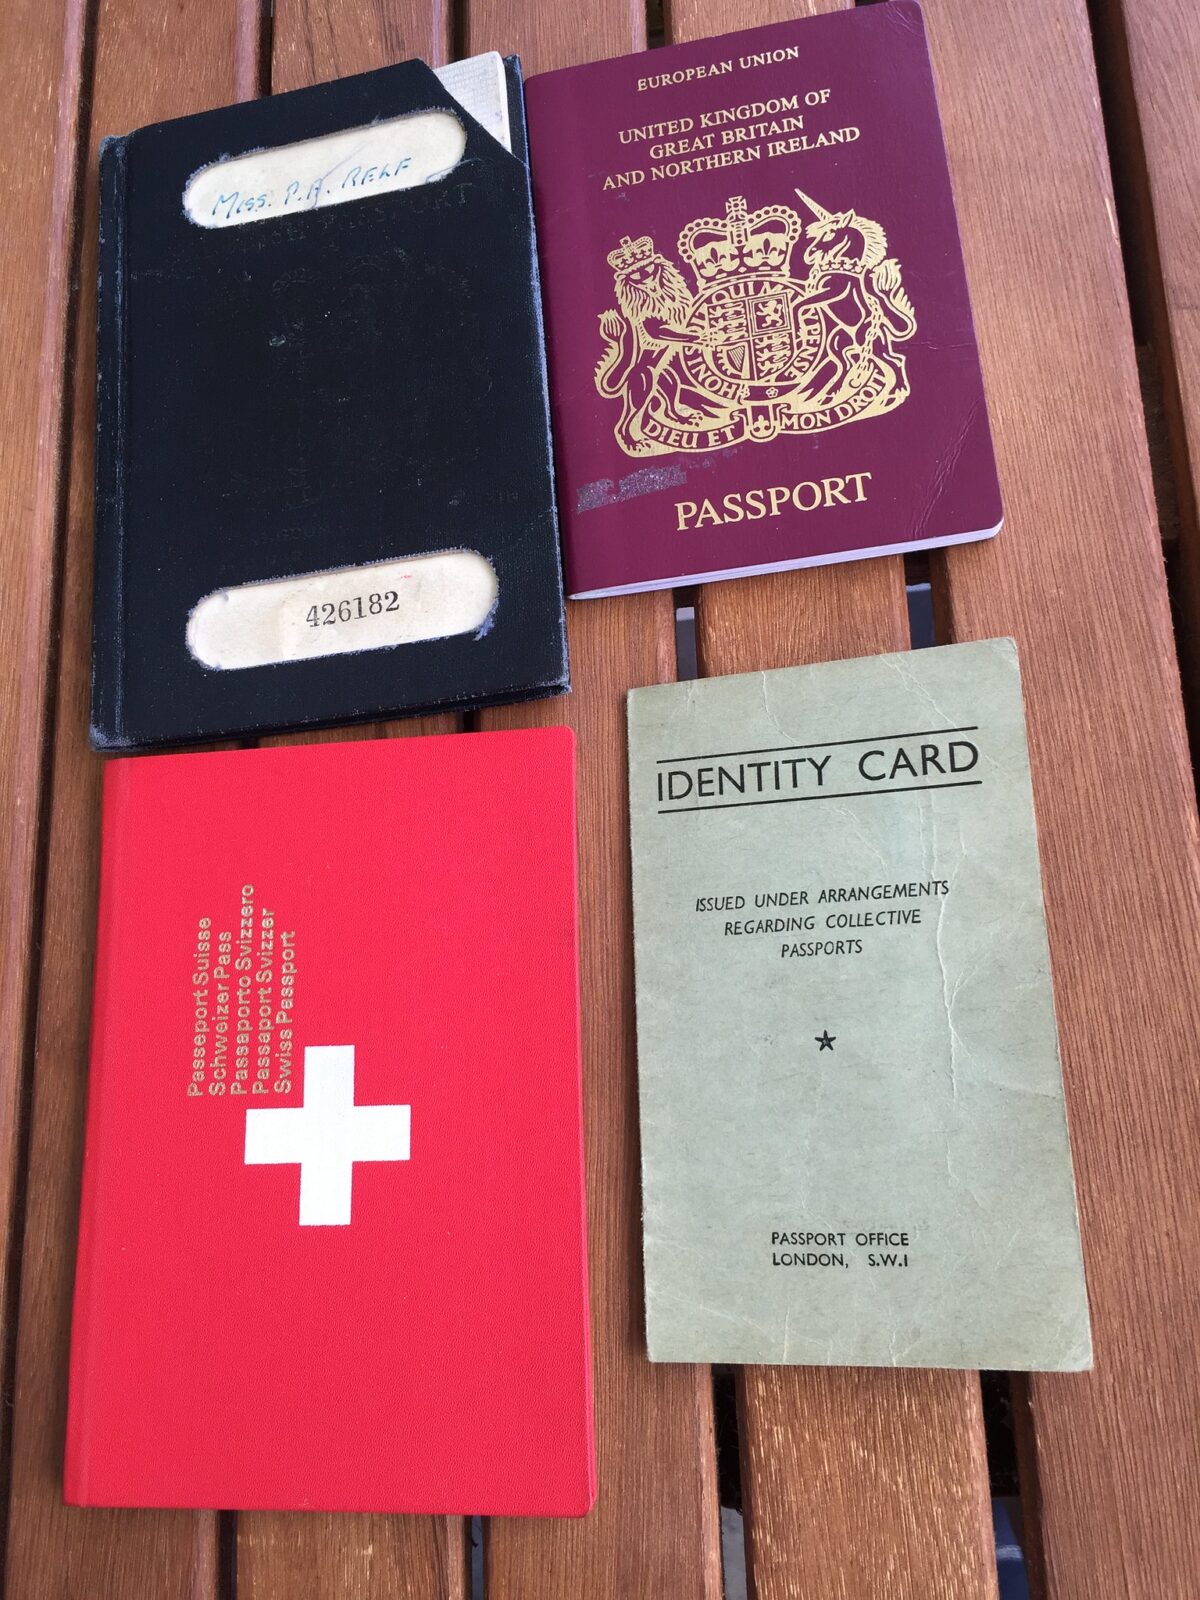 MISS. P.A. RELF
426182
EUROPEAN UNION
UNITED KINGDOM OF
GREAT BRITAIN
AND NORTHERN IRELAND
DIEU ET MON DROIT
PASSPORT
Passeport Suisse
Schweizer Pass
Passaporto Svizzero
Passaport Svizzer
Swiss Passport
IDENTITY CARD
ISSUED UNDER ARRANGEMENTS
REGARDING COLLECTIVE
PASSPORTS
PASSPORT OFFICE
LONDON, S.W.1